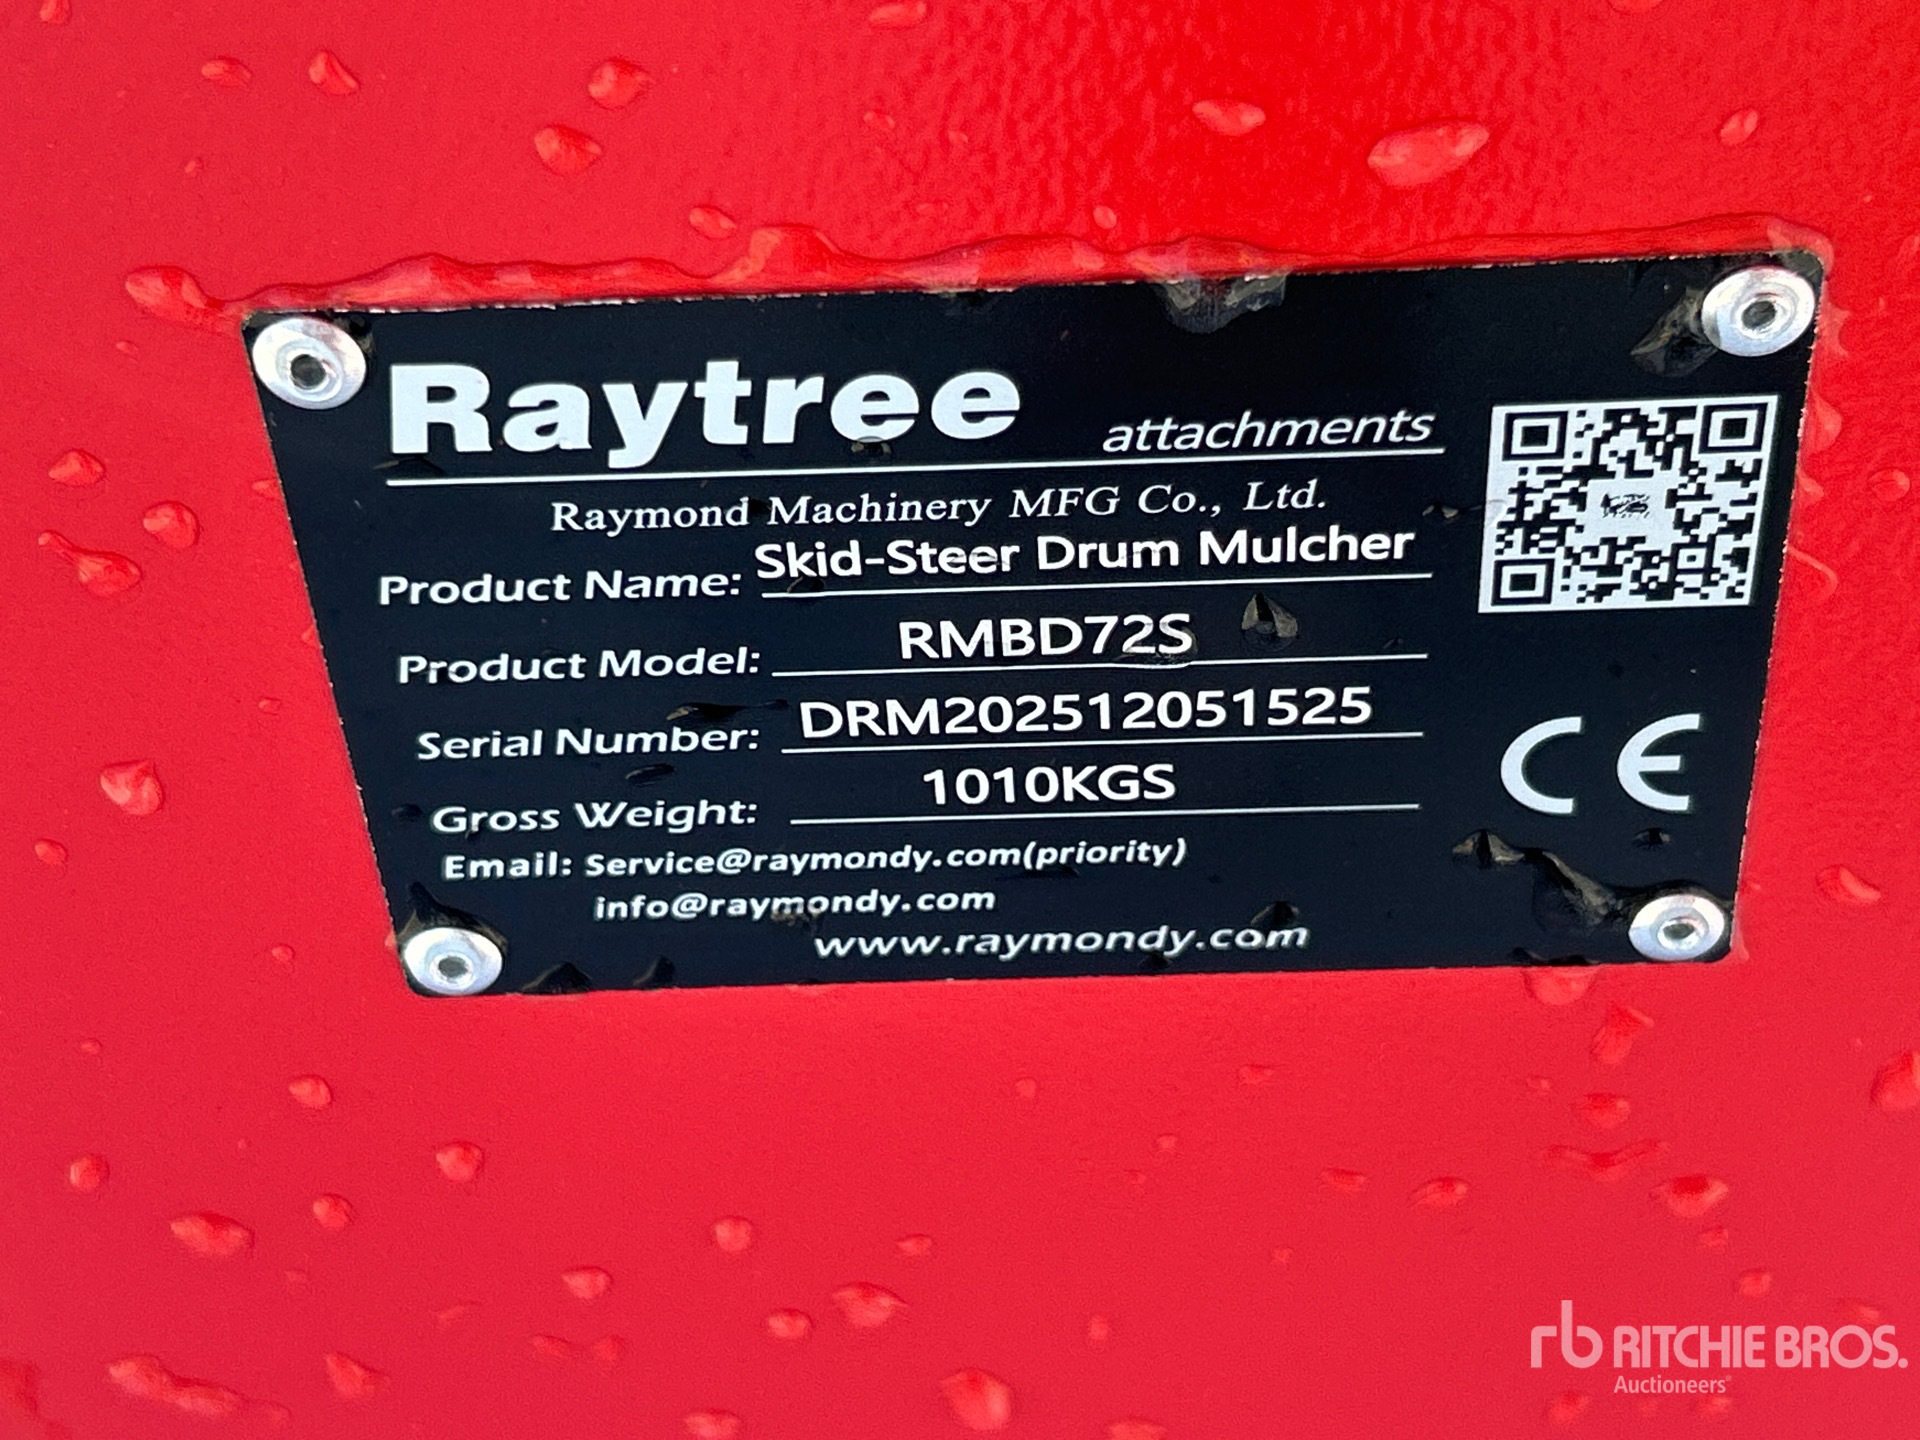 Raytree attachments
Raymond Machinery MFG Co., Ltd.
Product Name: Skid-Steer Drum Mulcher
Product Model: RMBD72S
Serial Number: DRM202512051525
Gross Weight: 1010KGS
Email: Service@raymondy.com(priority)
info@raymondy.com
www.raymondy.com
CE
rb RITCHIE BROS.
Auctioneers